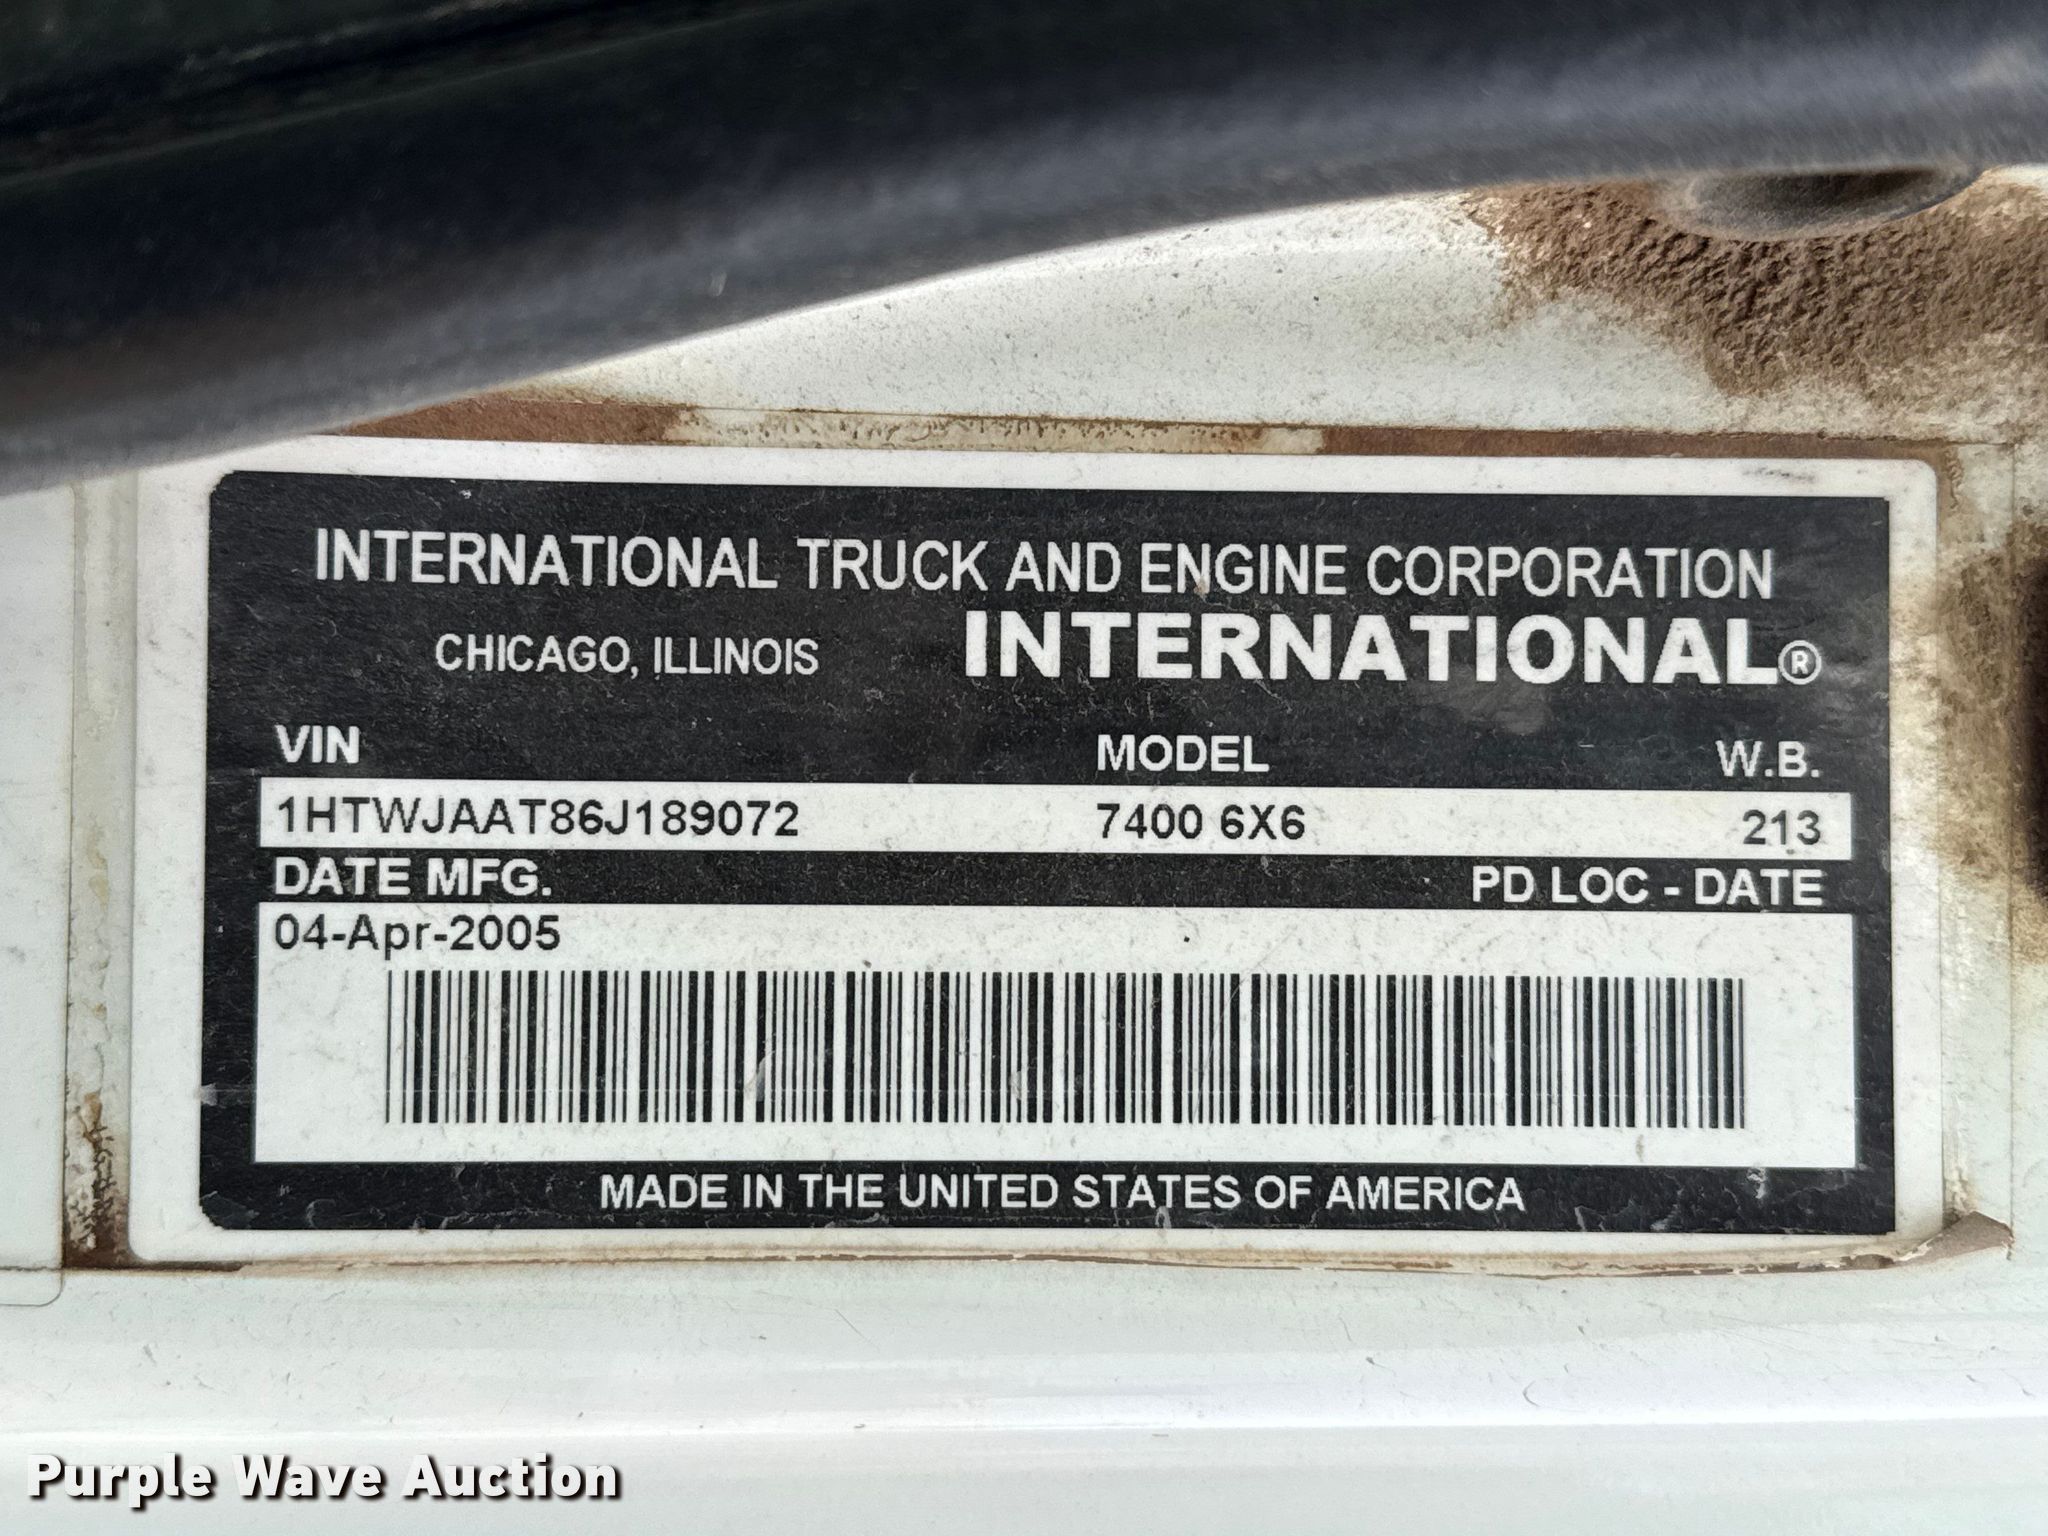 INTERNATIONAL TRUCK AND ENGINE CORPORATION
CHICAGO, ILLINOIS INTERNATIONAL®
VIN MODEL W.B.
1HTWJAAT86J189072 7400 6X6 213
DATE MFG. PD LOC - DATE
04-Apr-2005
MADE IN THE UNITED STATES OF AMERICA
Purple Wave Auction